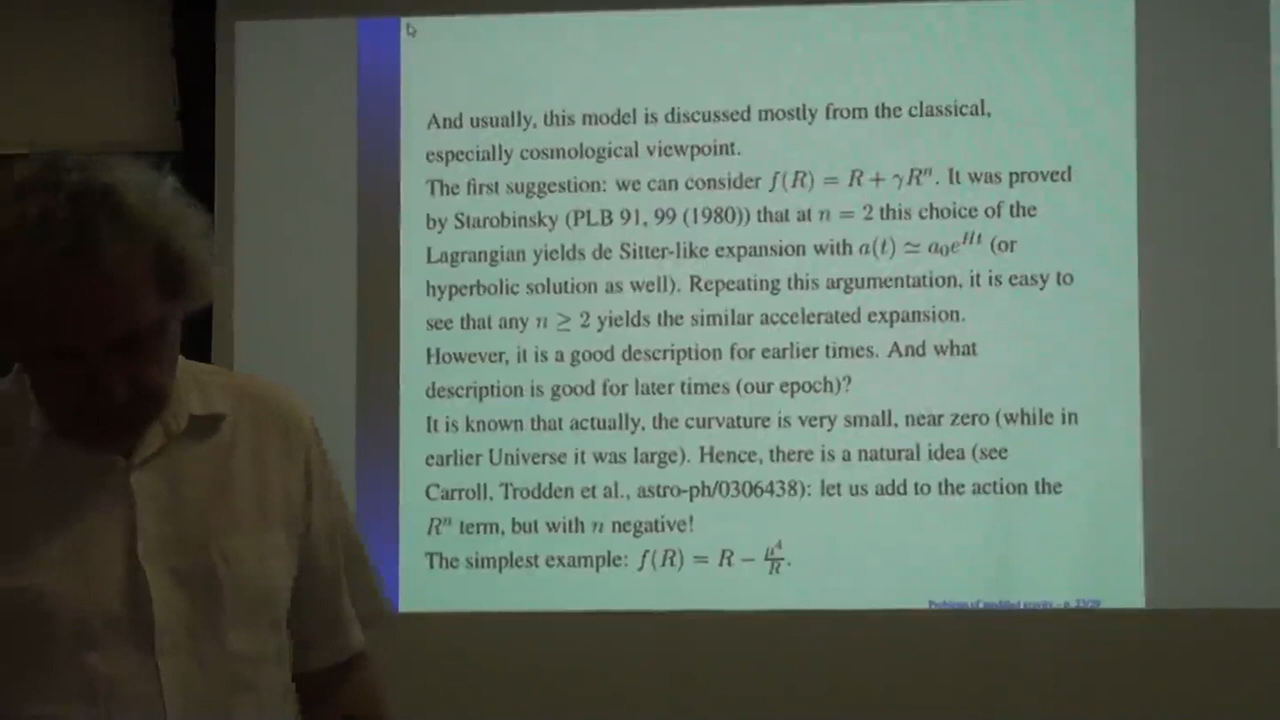 And usually, this model is discussed mostly from the classical,
especially cosmological viewpoint.
The first suggestion: we can consider f(R) = R + γRⁿ. It was proved
by Starobinsky (PLB 91, 99 (1980)) that at n = 2 this choice of the
Lagrangian yields de Sitter-like expansion with a(t) ≃ a₀e^{Ht} (or
hyperbolic solution as well). Repeating this argumentation, it is easy to
see that any n ≥ 2 yields the similar accelerated expansion.
However, it is a good description for earlier times. And what
description is good for later times (our epoch)?
It is known that actually, the curvature is very small, near zero (while in
earlier Universe it was large). Hence, there is a natural idea (see
Carroll, Trodden et al., astro-ph/0306438): let us add to the action the
Rⁿ term, but with n negative!
The simplest example: f(R) = R − μ⁴/R.
Problems of modified gravity – p.